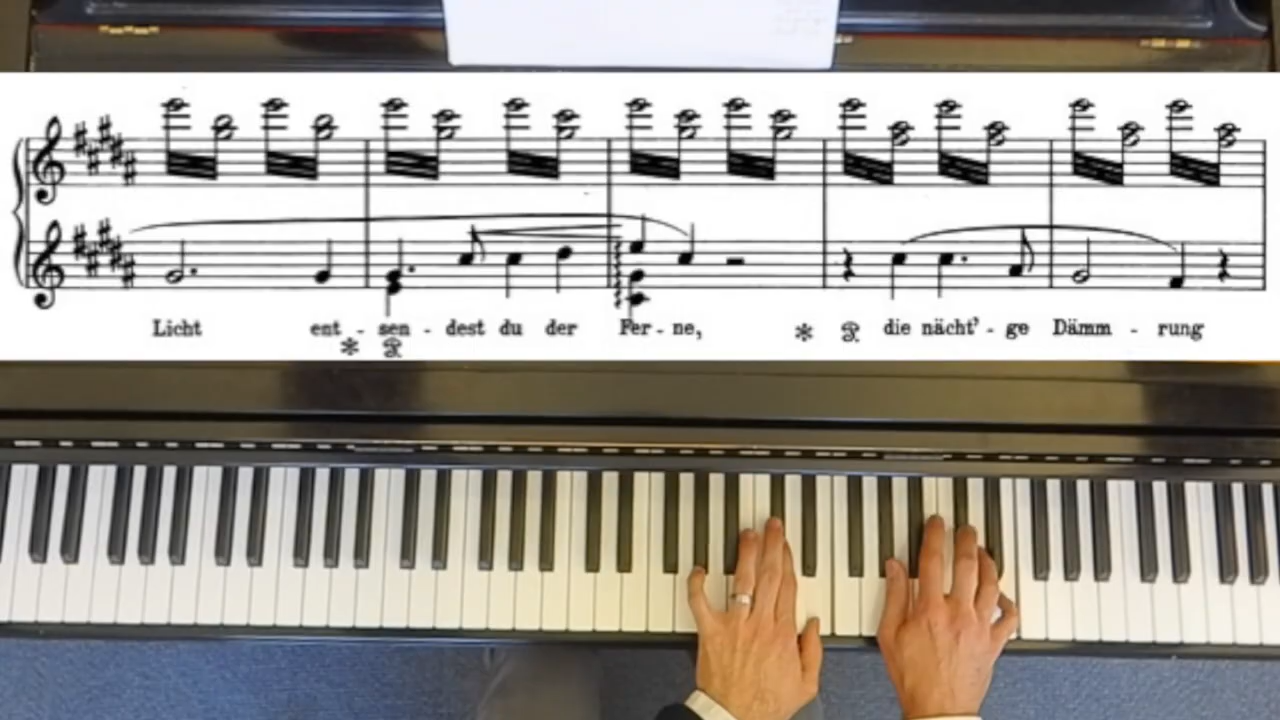 Licht ent - sen - dest du der Fer - ne, die nächt' - ge Dämm - rung